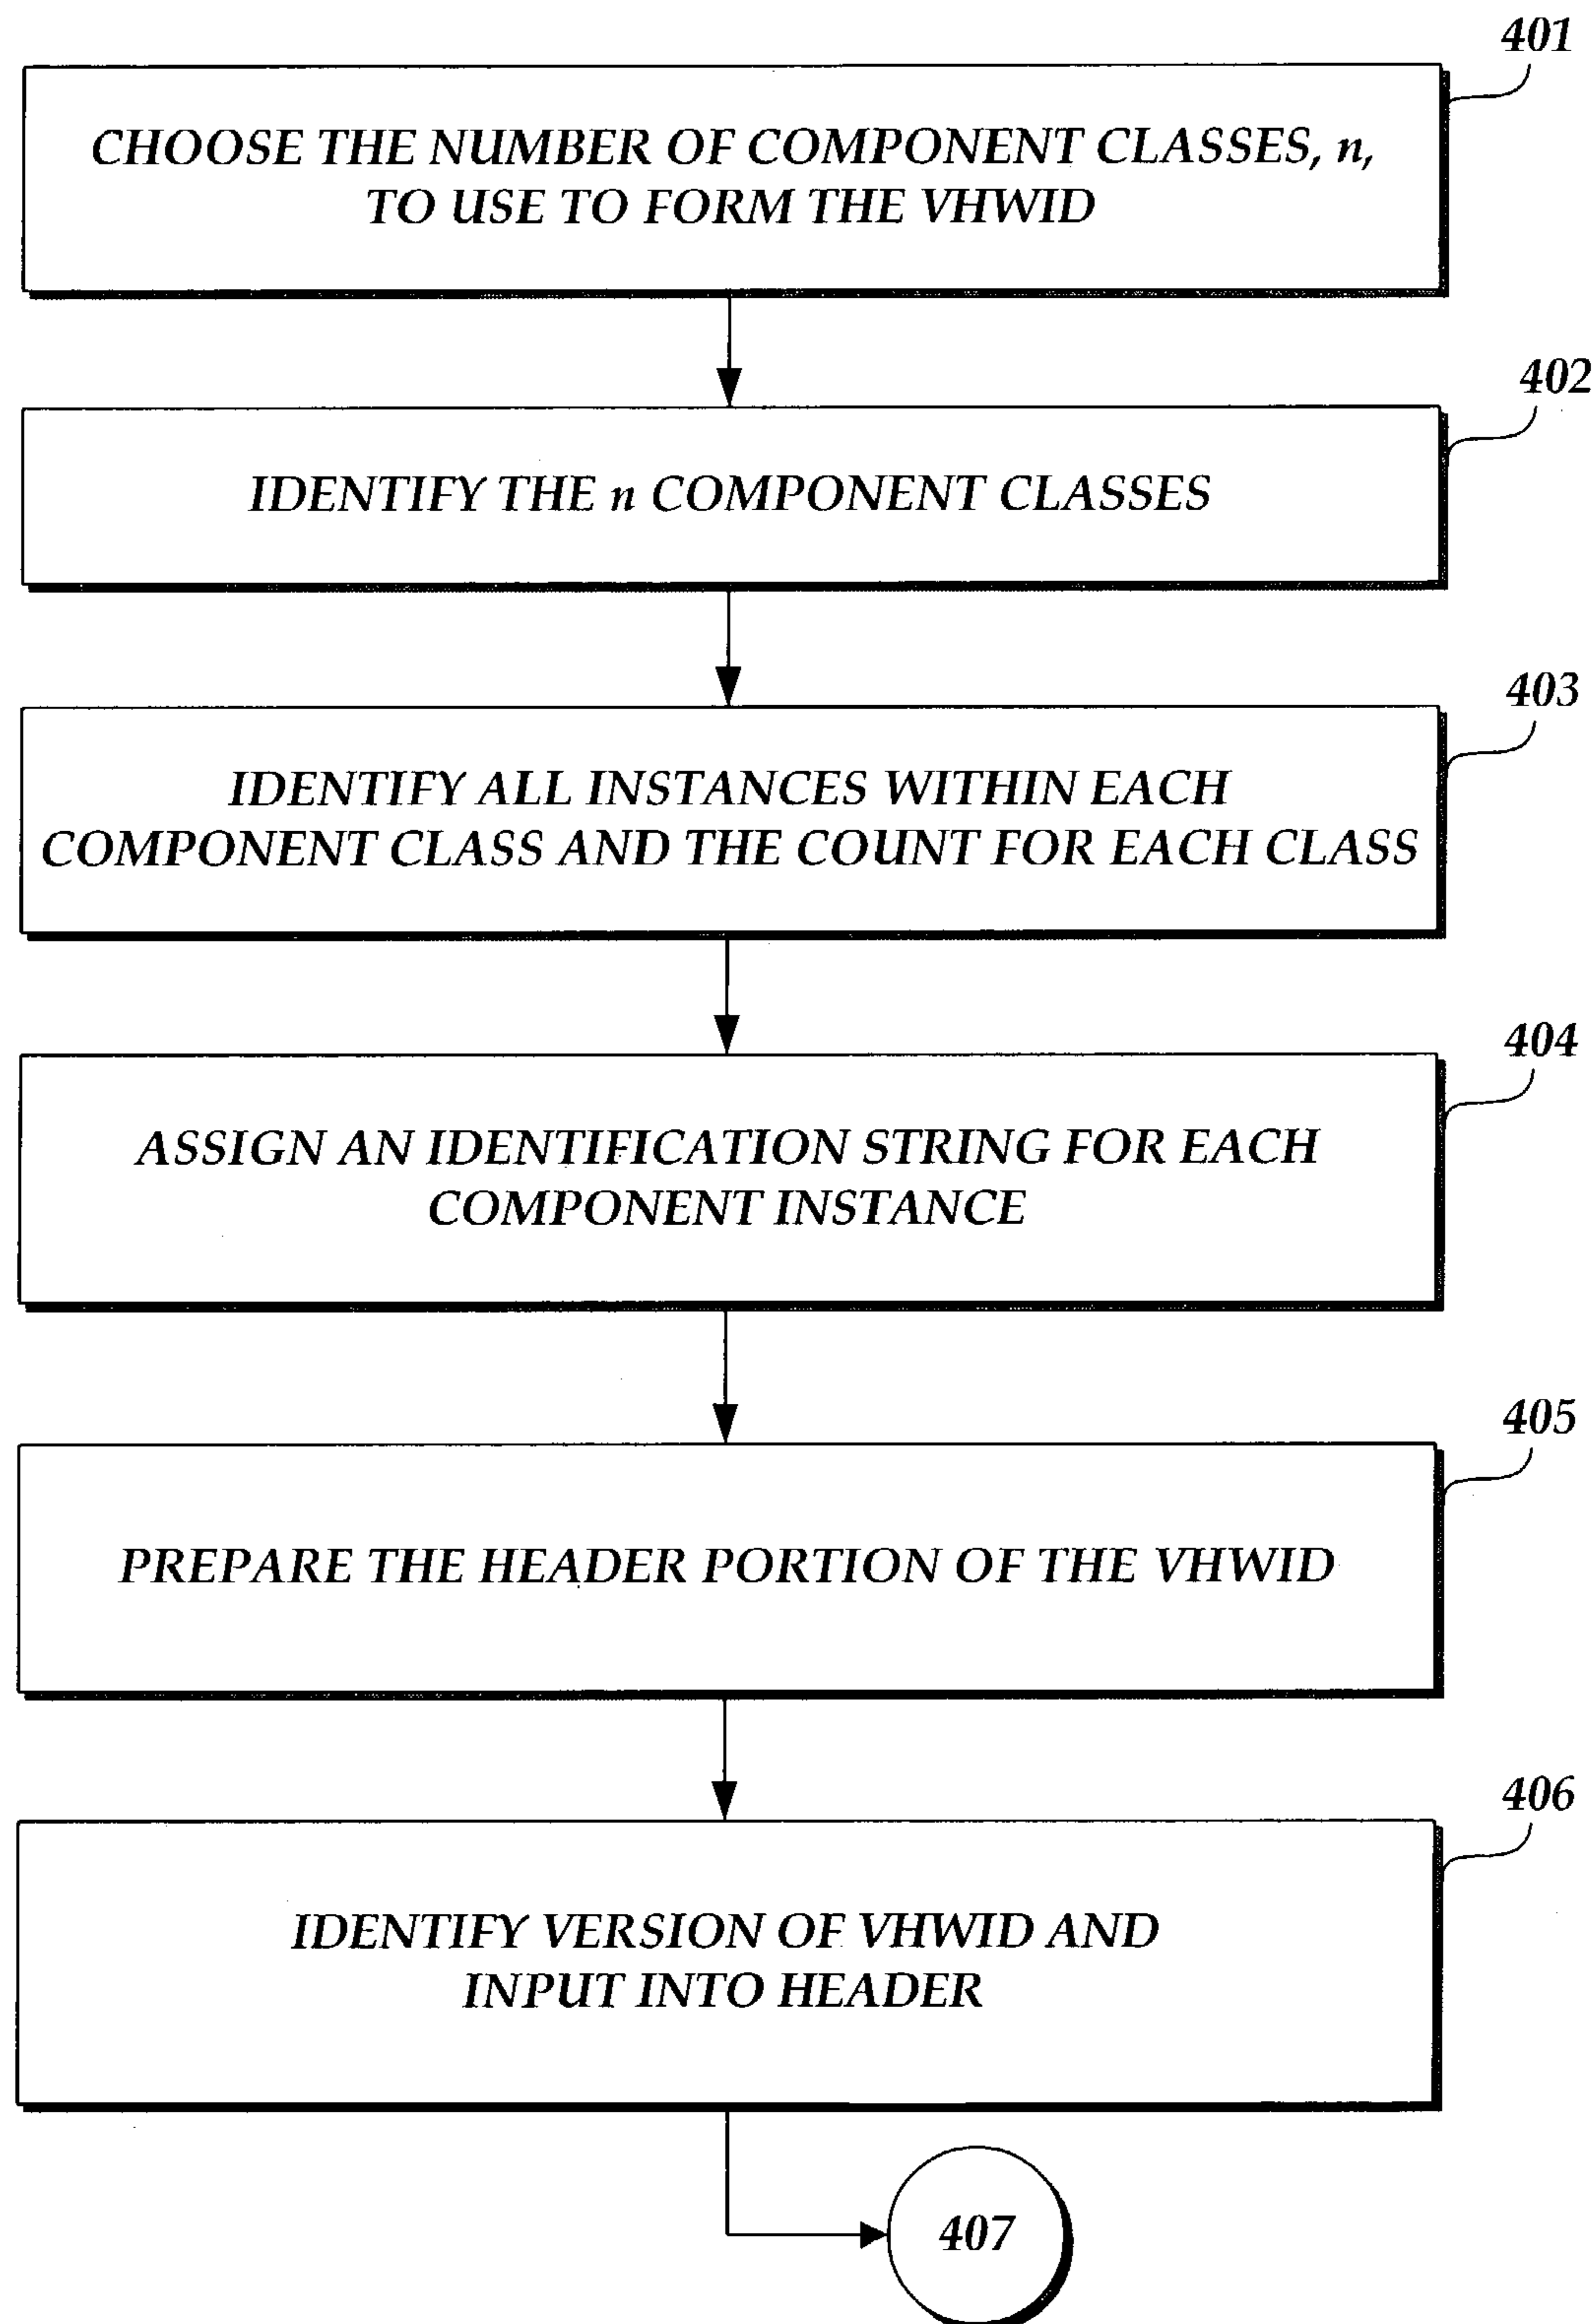 401
CHOOSE THE NUMBER OF COMPONENT CLASSES, n,
TO USE TO FORM THE VHWID
402
IDENTIFY THE n COMPONENT CLASSES
403
IDENTIFY ALL INSTANCES WITHIN EACH
COMPONENT CLASS AND THE COUNT FOR EACH CLASS
404
ASSIGN AN IDENTIFICATION STRING FOR EACH
COMPONENT INSTANCE
405
PREPARE THE HEADER PORTION OF THE VHWID
406
IDENTIFY VERSION OF VHWID AND
INPUT INTO HEADER
407